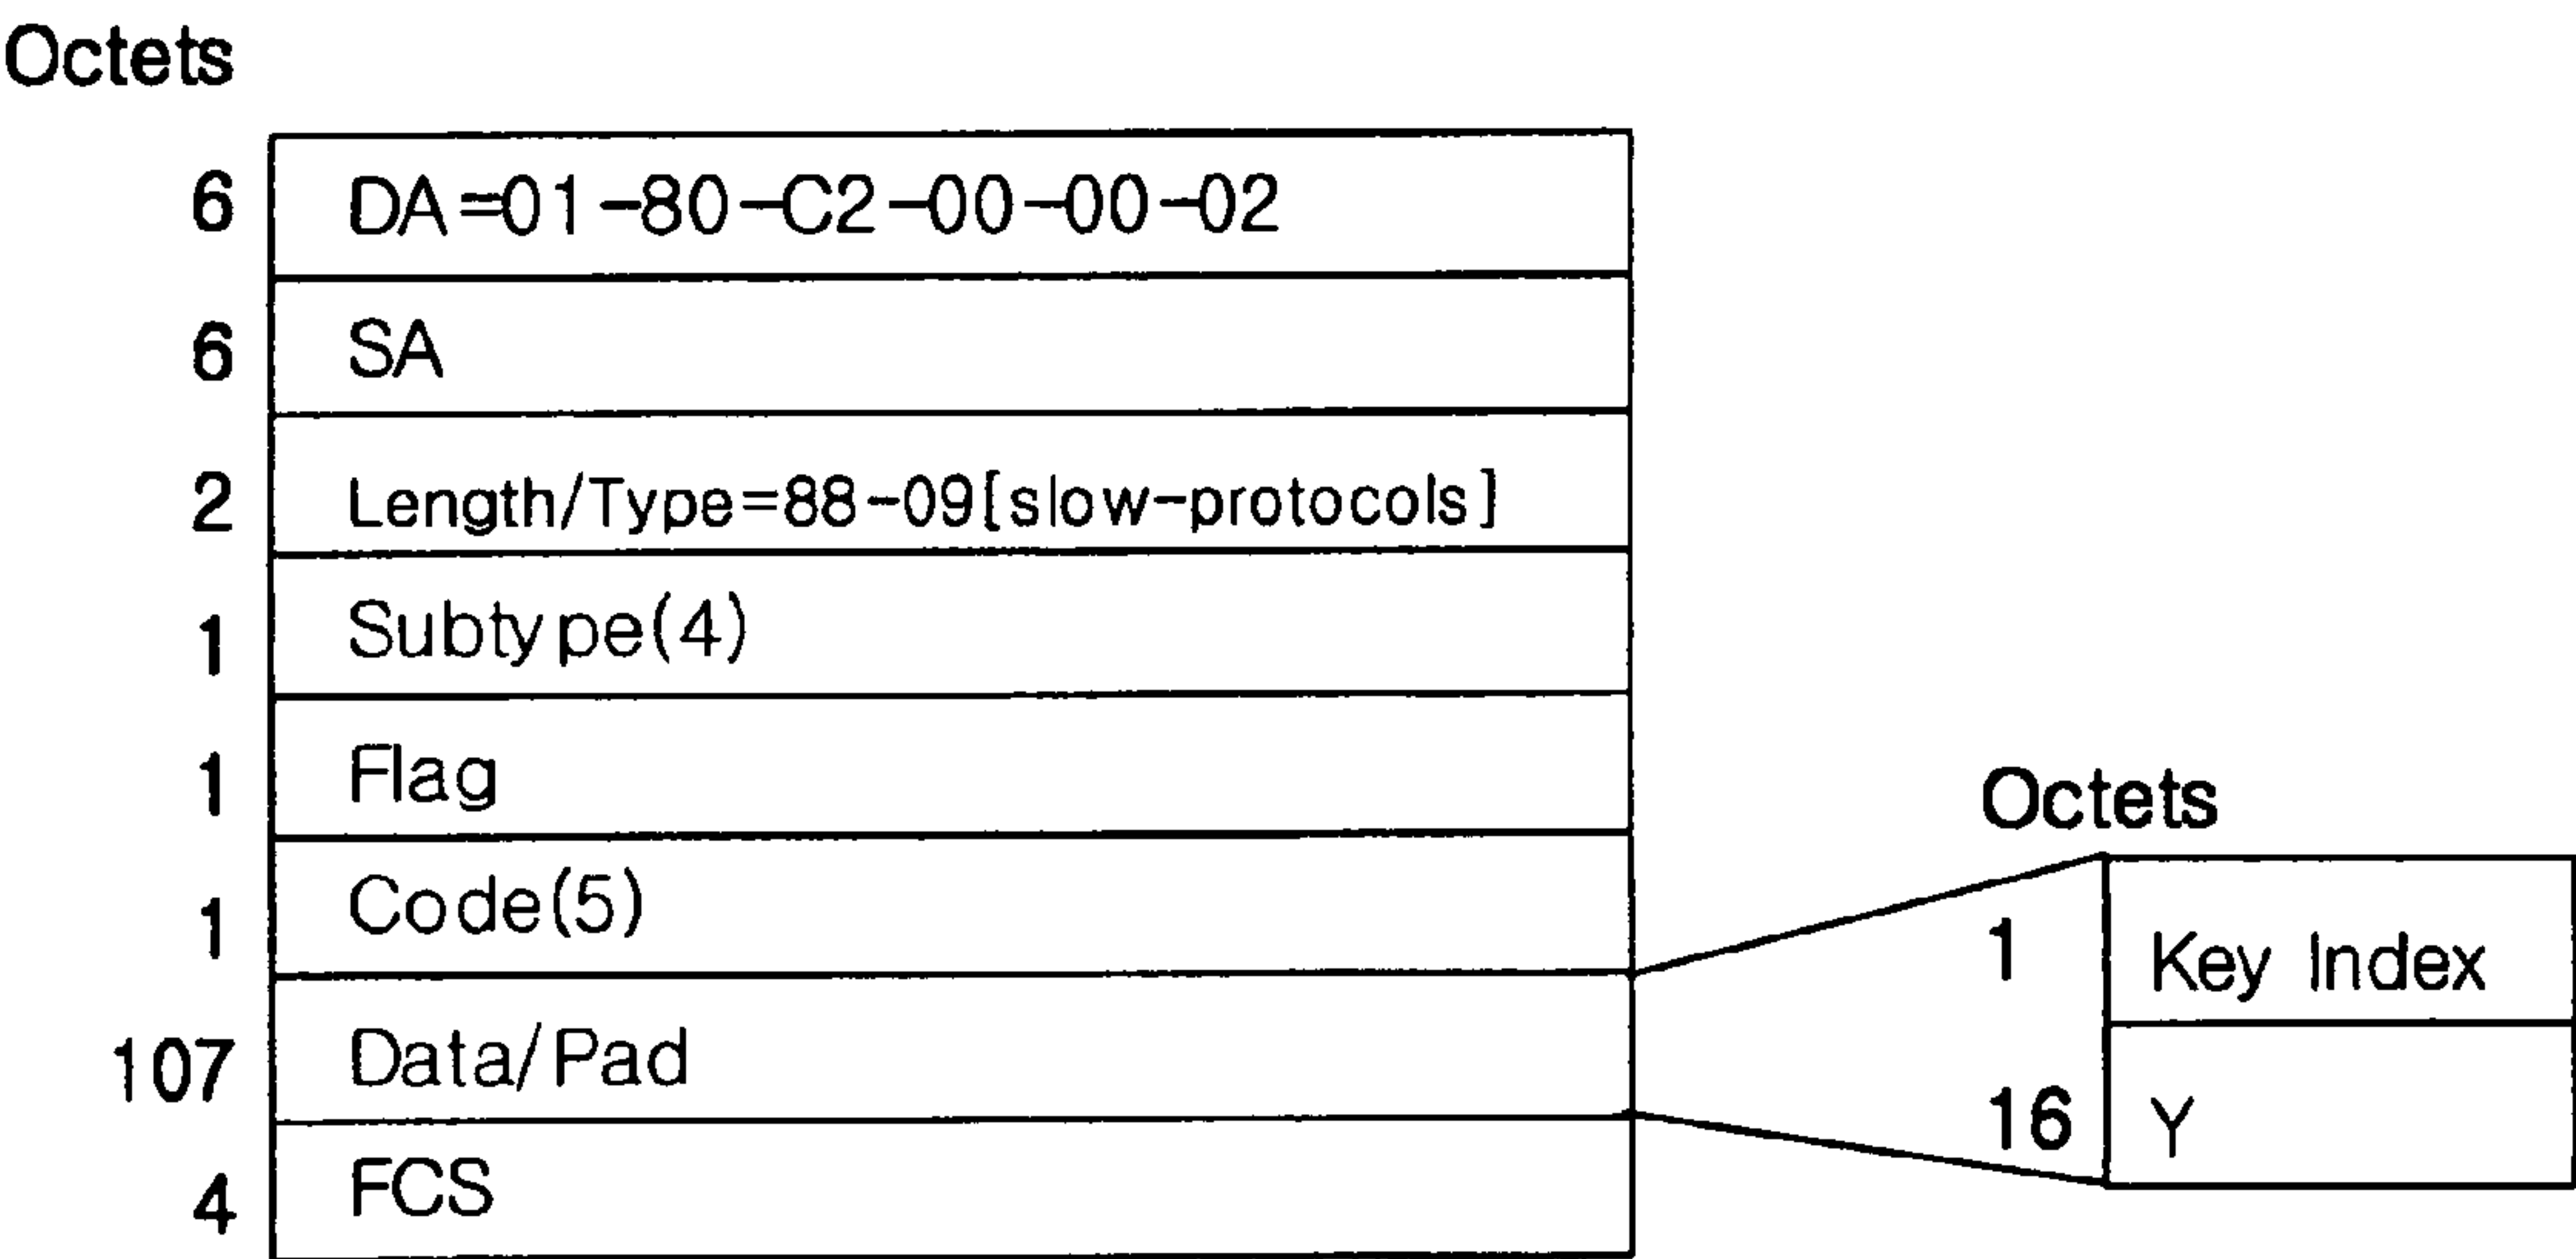 Octets
6 DA=01-80-C2-00-00-02
6 SA
2 Length/Type=88-09[slow-protocols]
1 Subtype(4)
1 Flag
1 Code(5)
107 Data/Pad
4 FCS
Octets
1 Key Index
16 Y